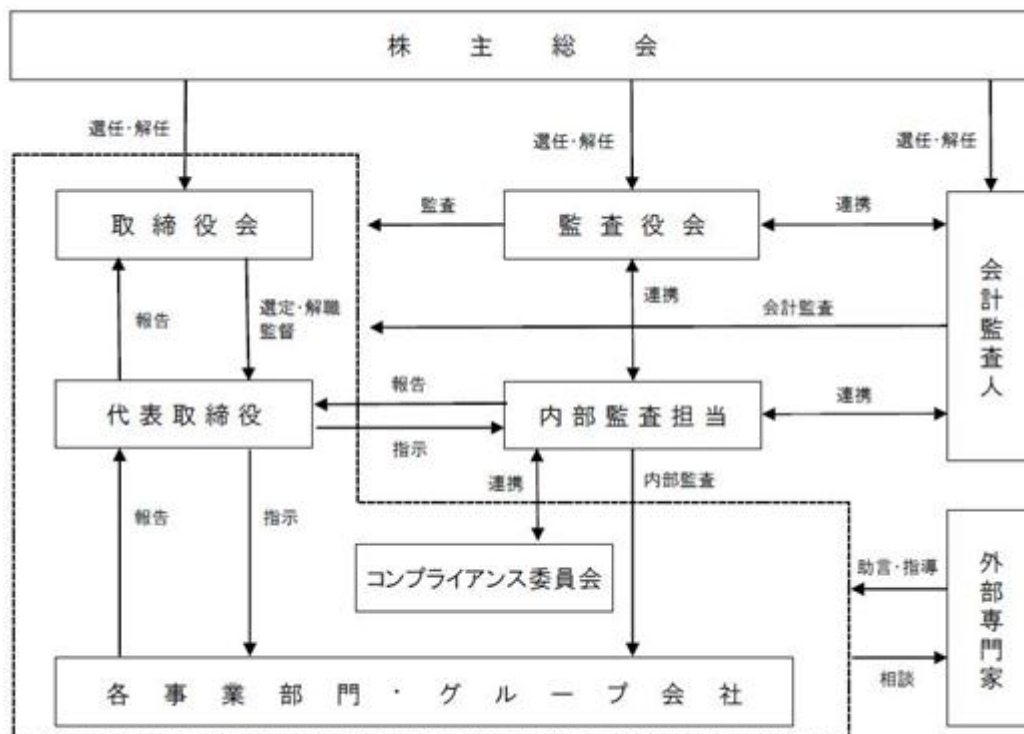 株主総会
選任・解任
選任・解任
選任・解任
取締役会
監査
監査役会
連携
会計監査人
報告
選定・解職
監督
連携
会計監査
代表取締役
報告
指示
内部監査担当
連携
報告
指示
連携
内部監査
コンプライアンス委員会
助言・指導
外部専門家
相談
各事業部門・グループ会社